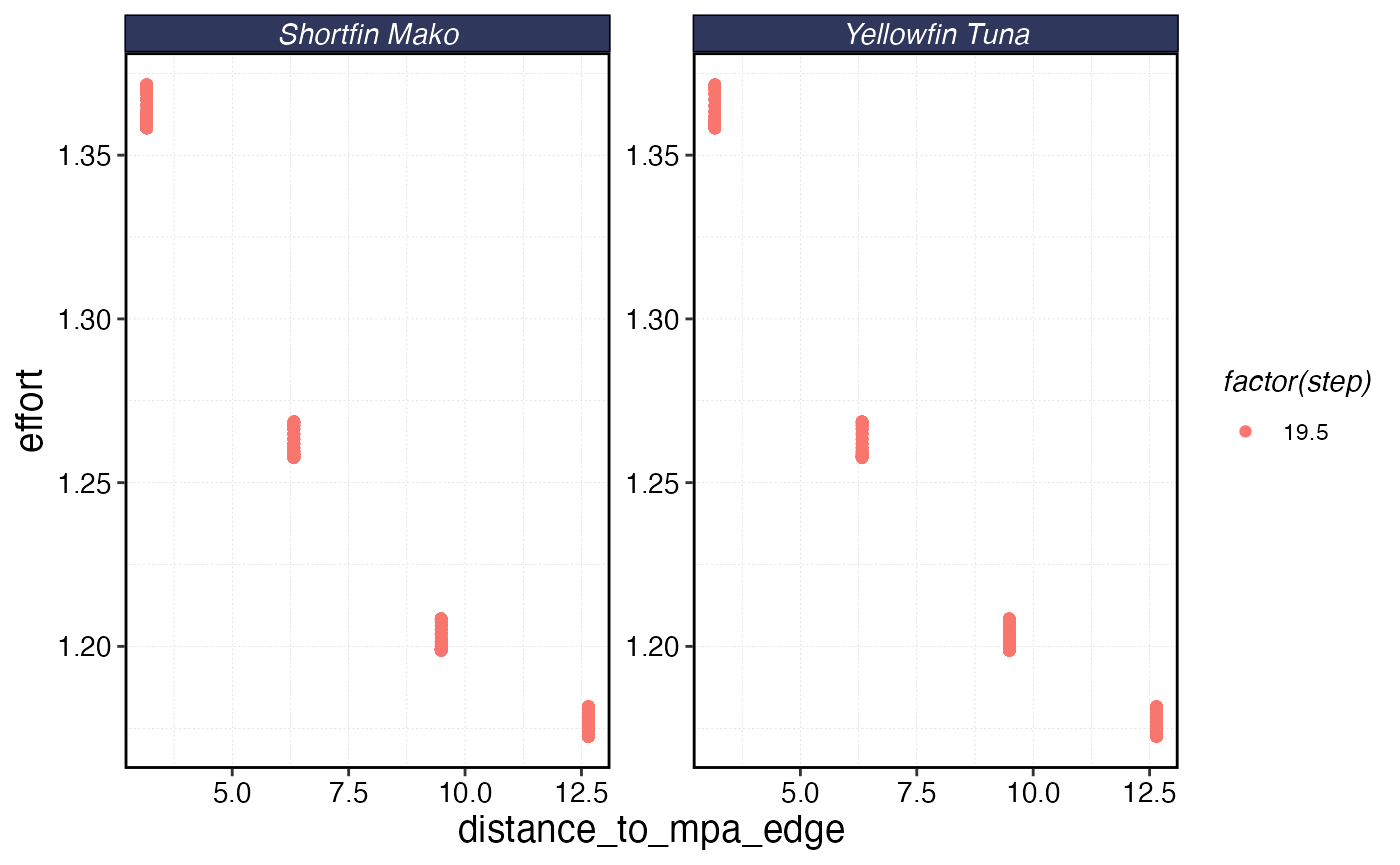 Shortfin Mako
Yellowfin Tuna
1.35
1.30
1.25
1.20
1.35
1.30
1.25
1.20
effort
5.0 7.5 10.0 12.5
5.0 7.5 10.0 12.5
distance_to_mpa_edge
factor(step)
19.5